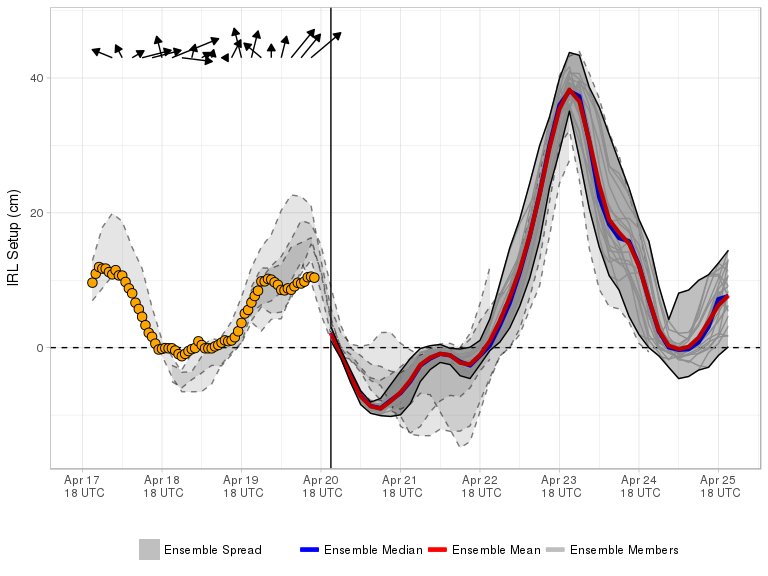 IRL Setup (cm)
40
20
0
Apr 17 Apr 18 Apr 19 Apr 20 Apr 21 Apr 22 Apr 23 Apr 24 Apr 25
18 UTC 18 UTC 18 UTC 18 UTC 18 UTC 18 UTC 18 UTC 18 UTC 18 UTC
Ensemble Spread Ensemble Median Ensemble Mean Ensemble Members